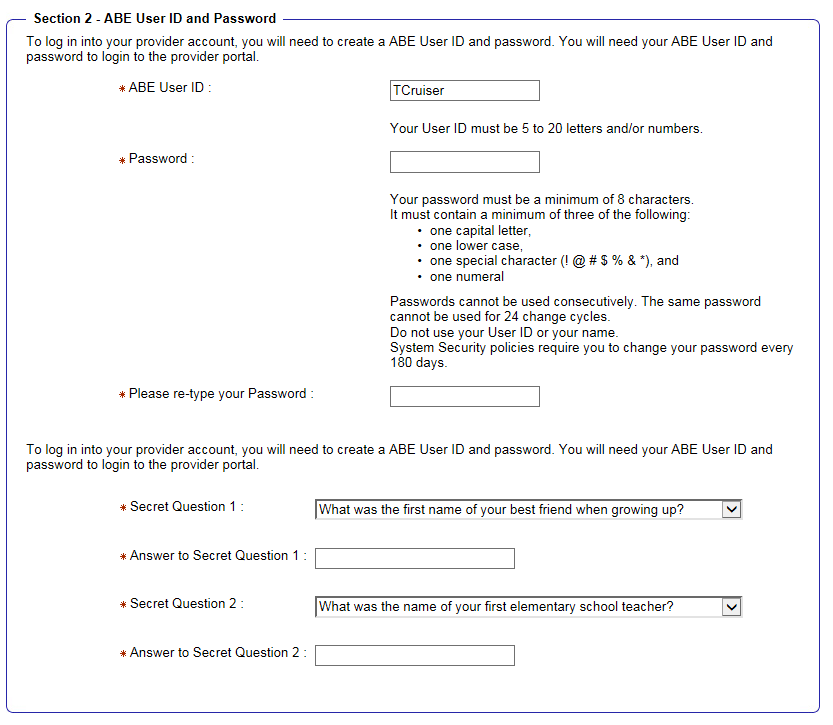 Section 2 - ABE User ID and Password
To log in into your provider account, you will need to create a ABE User ID and password. You will need your ABE User ID and
password to login to the provider portal.
* ABE User ID :
TCruiser
Your User ID must be 5 to 20 letters and/or numbers.
* Password :
Your password must be a minimum of 8 characters.
It must contain a minimum of three of the following:
• one capital letter,
• one lower case,
• one special character (! @ # $ % & *), and
• one numeral
Passwords cannot be used consecutively. The same password
cannot be used for 24 change cycles.
Do not use your User ID or your name.
System Security policies require you to change your password every
180 days.
* Please re-type your Password :
To log in into your provider account, you will need to create a ABE User ID and password. You will need your ABE User ID and
password to login to the provider portal.
* Secret Question 1 :
What was the first name of your best friend when growing up?
* Answer to Secret Question 1 :
* Secret Question 2 :
What was the name of your first elementary school teacher?
* Answer to Secret Question 2 :